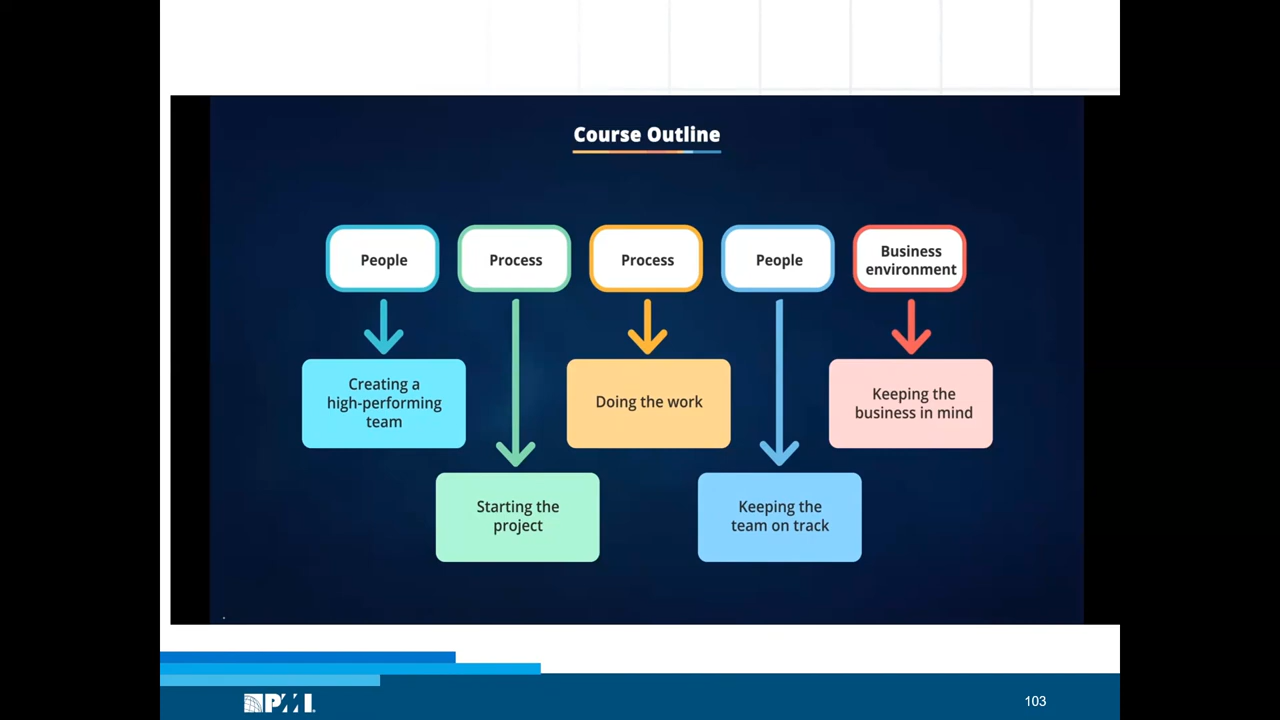 Course Outline
People
Process
Process
People
Business
environment
Creating a
high-performing
team
Doing the work
Keeping the
business in mind
Starting the
project
Keeping the
team on track
PMI
103